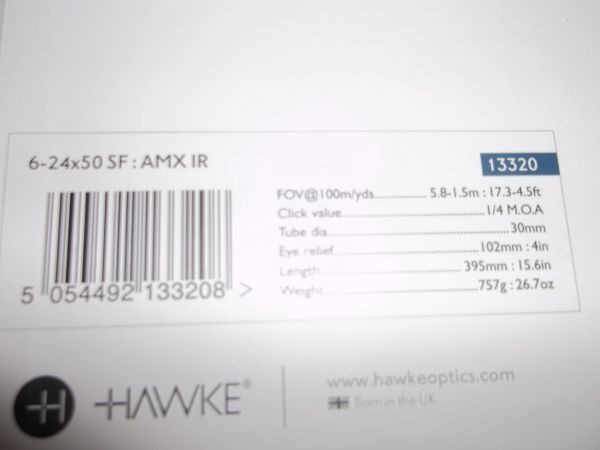 6-24x50 SF : AMX IR
13320
FOV@100m/yds.................. 5.8-1.5m : 17.3-4.5ft
Click value.................................... 1/4 M.O.A
Tube dia............................................. 30mm
Eye relief.................................... 102mm : 4in
Length.................................. 395mm : 15.6in
Weight.................................. 757g : 26.7oz
5 054492 133208 >
HAWKE®
www.hawkeoptics.com
Born in the UK